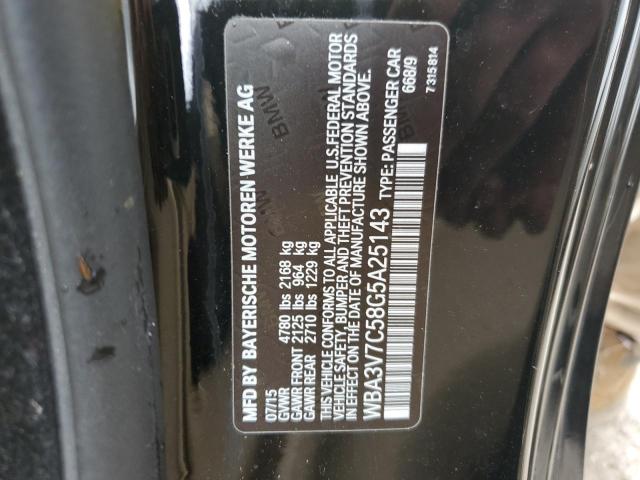 MFD BY BAYERISCHE MOTOREN WERKE AG
07/15
GVWR 4780 lbs 2168 kg
GAWR FRONT 2125 lbs 964 kg
GAWR REAR 2710 lbs 1229 kg
THIS VEHICLE CONFORMS TO ALL APPLICABLE U.S.FEDERAL MOTOR
VEHICLE SAFETY, BUMPER AND THEFT PREVENTION STANDARDS
IN EFFECT ON THE DATE OF MANUFACTURE SHOWN ABOVE.
WBA3V7C58G5A25143 TYPE: PASSENGER CAR
668/9
7 315 814
BMW
BMW